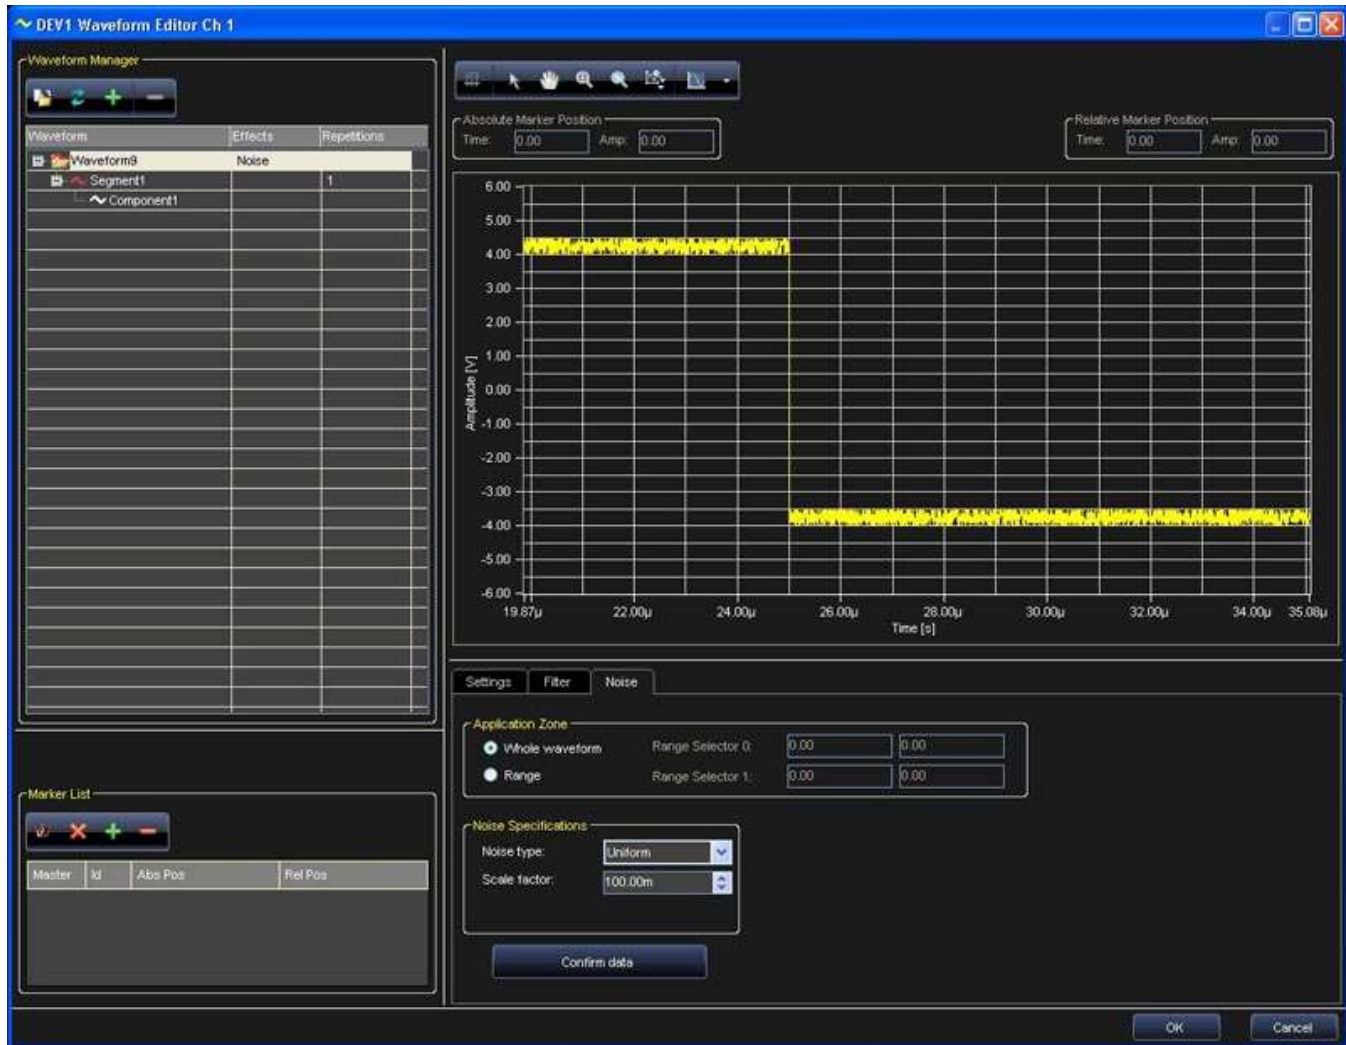 DEV1 Waveform Editor Ch 1
Waveform Manager
Waveform Effects Repetitions
Waveform9 Noise
Segment1 1
Component1
Marker List
Master Id Abs Pos Rel Pos
Absolute Marker Position
Time: 0.00 Amp: 0.00
Relative Marker Position
Time: 0.00 Amp: 0.00
6.00
5.00
4.00
3.00
2.00
1.00
0.00
-1.00
-2.00
-3.00
-4.00
-5.00
-6.00
Amplitude [V]
19.87µ 22.00µ 24.00µ 26.00µ 28.00µ 30.00µ 32.00µ 34.00µ 35.08µ
Time [s]
Settings Filter Noise
Application Zone
Whole waveform Range Selector 0: 0.00 0.00
Range Range Selector 1: 0.00 0.00
Noise Specifications
Noise type: Uniform
Scale factor: 100.00m
Confirm data
OK Cancel